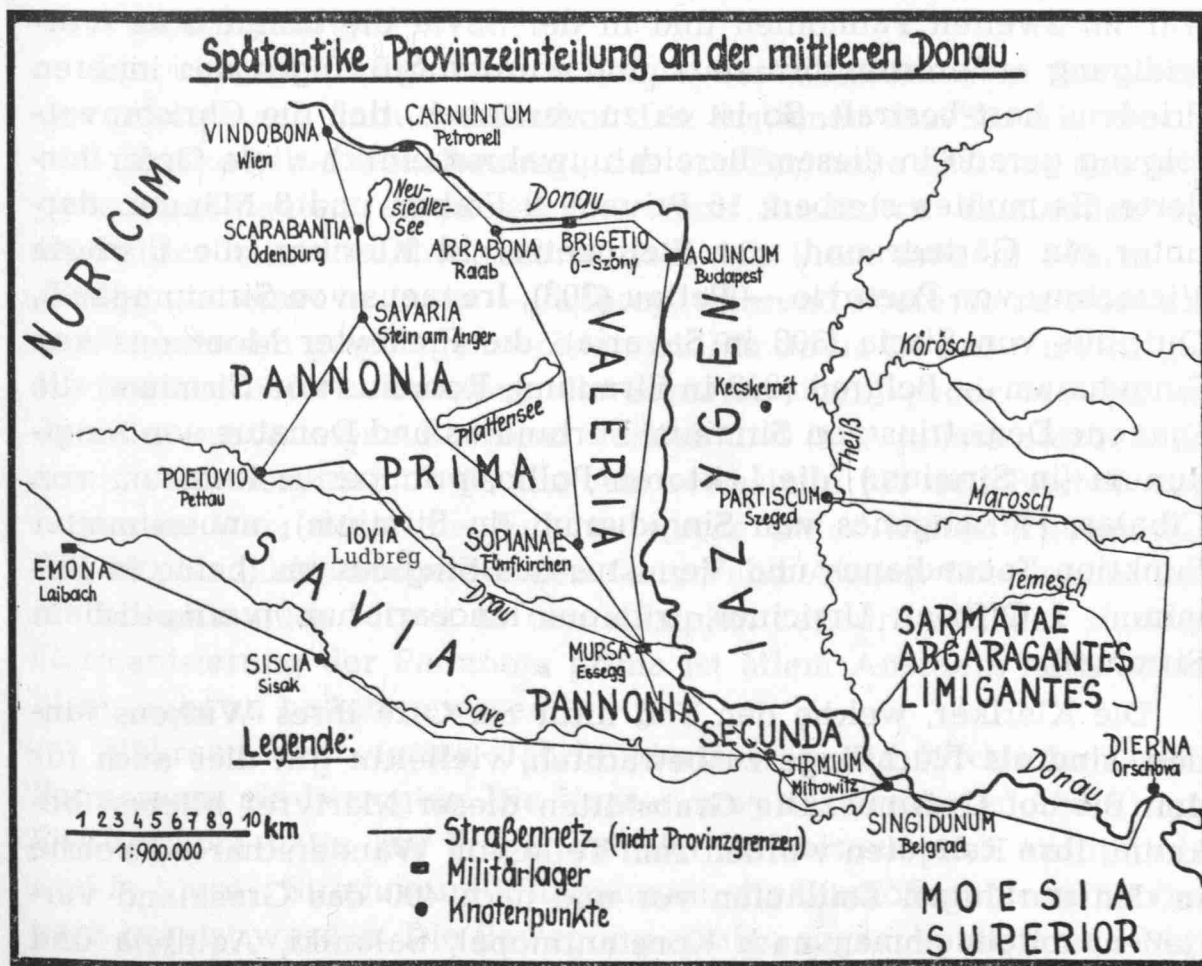 Spätantike Provinzeinteilung an der mittleren Donau
CARNUNTUM
Petronell
VINDOBONA
Wien
NORICUM
Neu-
siedler
See
Donau
SCARABANTIA
Ödenburg
ARRABONA
Raab
BRIGETIO
Ó-Szöny
AQUINCUM
Budapest
SAVARIA
Stein am Anger
PANNONIA
PRIMA
VALERIA
IAZYGEN
Kecskemét
Körösch
Plattensee
Theiß
POETOVIO
Pettau
PARTISCUM
Szeged
Marosch
IOVIA
Ludbreg
SOPIANAE
Fünfkirchen
EMONA
Laibach
SAVIA
Drau
Temesch
SARMATAE
ARGARAGANTES
LIMIGANTES
SISCIA
Sisak
MURSA
Essegg
Save
PANNONIA
SECUNDA
SIRMIUM
Mitrowitz
DIERNA
Orschova
Donau
SINGIDUNUM
Belgrad
MOESIA
SUPERIOR
Legende:
1 2 3 4 5 6 7 8 9 10 km
1:900.000
Straßennetz (nicht Provinzgrenzen)
Militärlager
Knotenpunkte